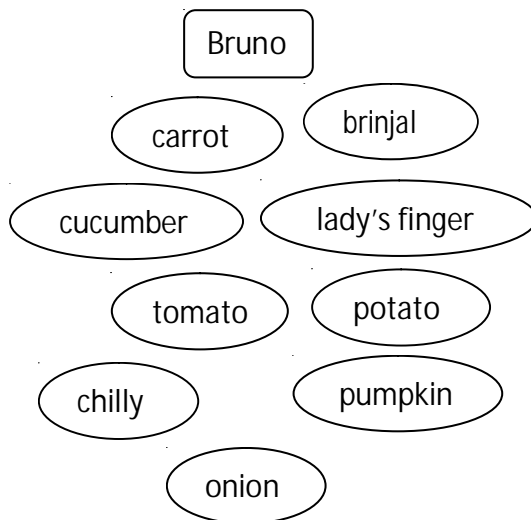 Bruno
carrot
brinjal
cucumber
lady's finger
tomato
potato
chilly
pumpkin
onion